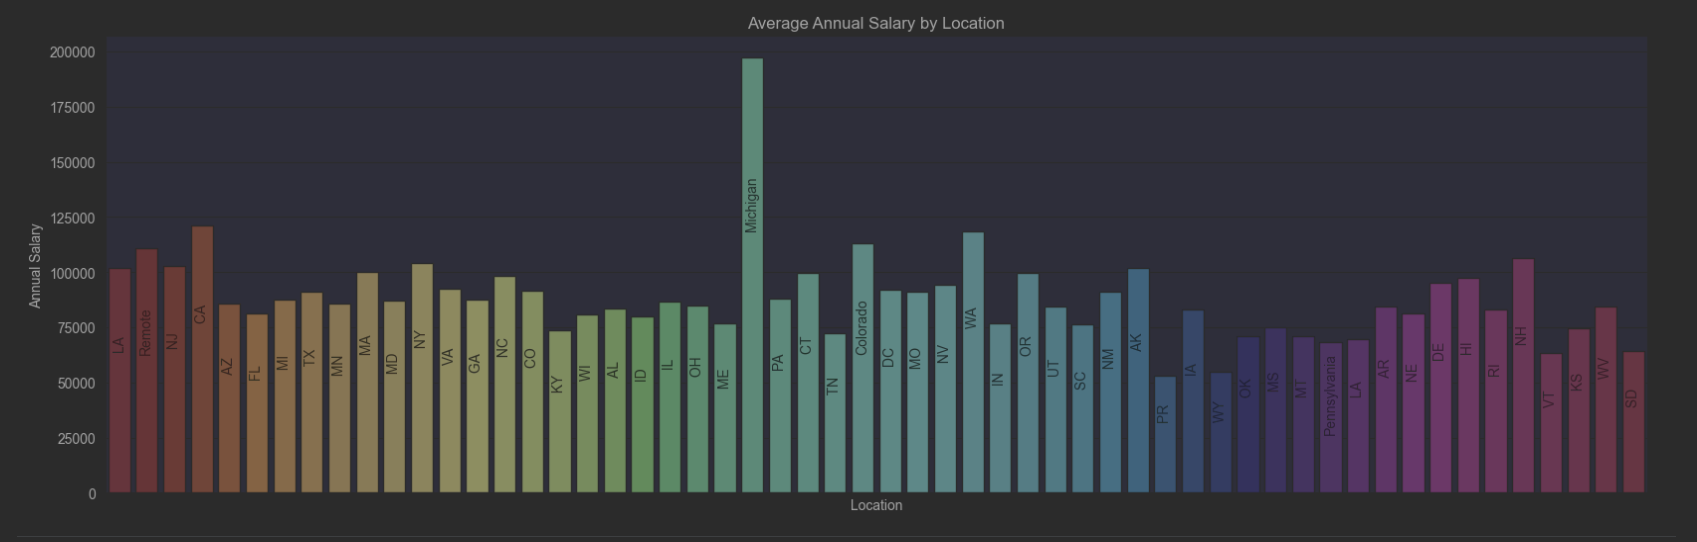 Average Annual Salary by Location
200000
175000
150000
125000
100000
75000
50000
25000
0
Annual Salary
LA
Remote
NJ
CA
AZ
FL
MI
TX
MN
MA
MD
NY
VA
GA
NC
CO
KY
WI
AL
ID
IL
OH
ME
Michigan
PA
CT
TN
Colorado
DC
MO
NV
WA
IN
OR
UT
SC
NM
AK
PR
IA
WY
OK
MS
MT
Pennsylvania
LA
AR
NE
DE
HI
RI
NH
VT
KS
WV
SD
Location